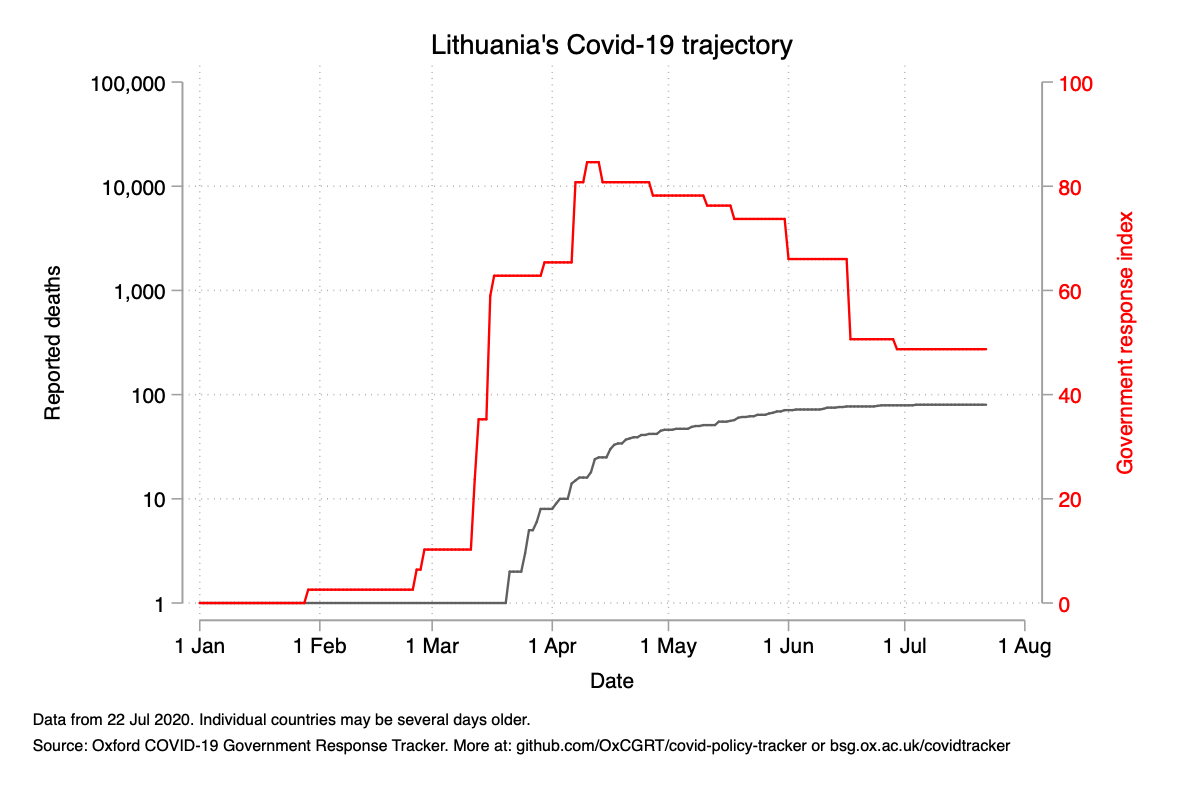 Lithuania's Covid-19 trajectory
100,000
10,000
1,000
100
10
1
Reported deaths
100
80
60
40
20
0
Government response index
1 Jan 1 Feb 1 Mar 1 Apr 1 May 1 Jun 1 Jul 1 Aug
Date
Data from 22 Jul 2020. Individual countries may be several days older.
Source: Oxford COVID-19 Government Response Tracker. More at: github.com/OxCGRT/covid-policy-tracker or bsg.ox.ac.uk/covidtracker